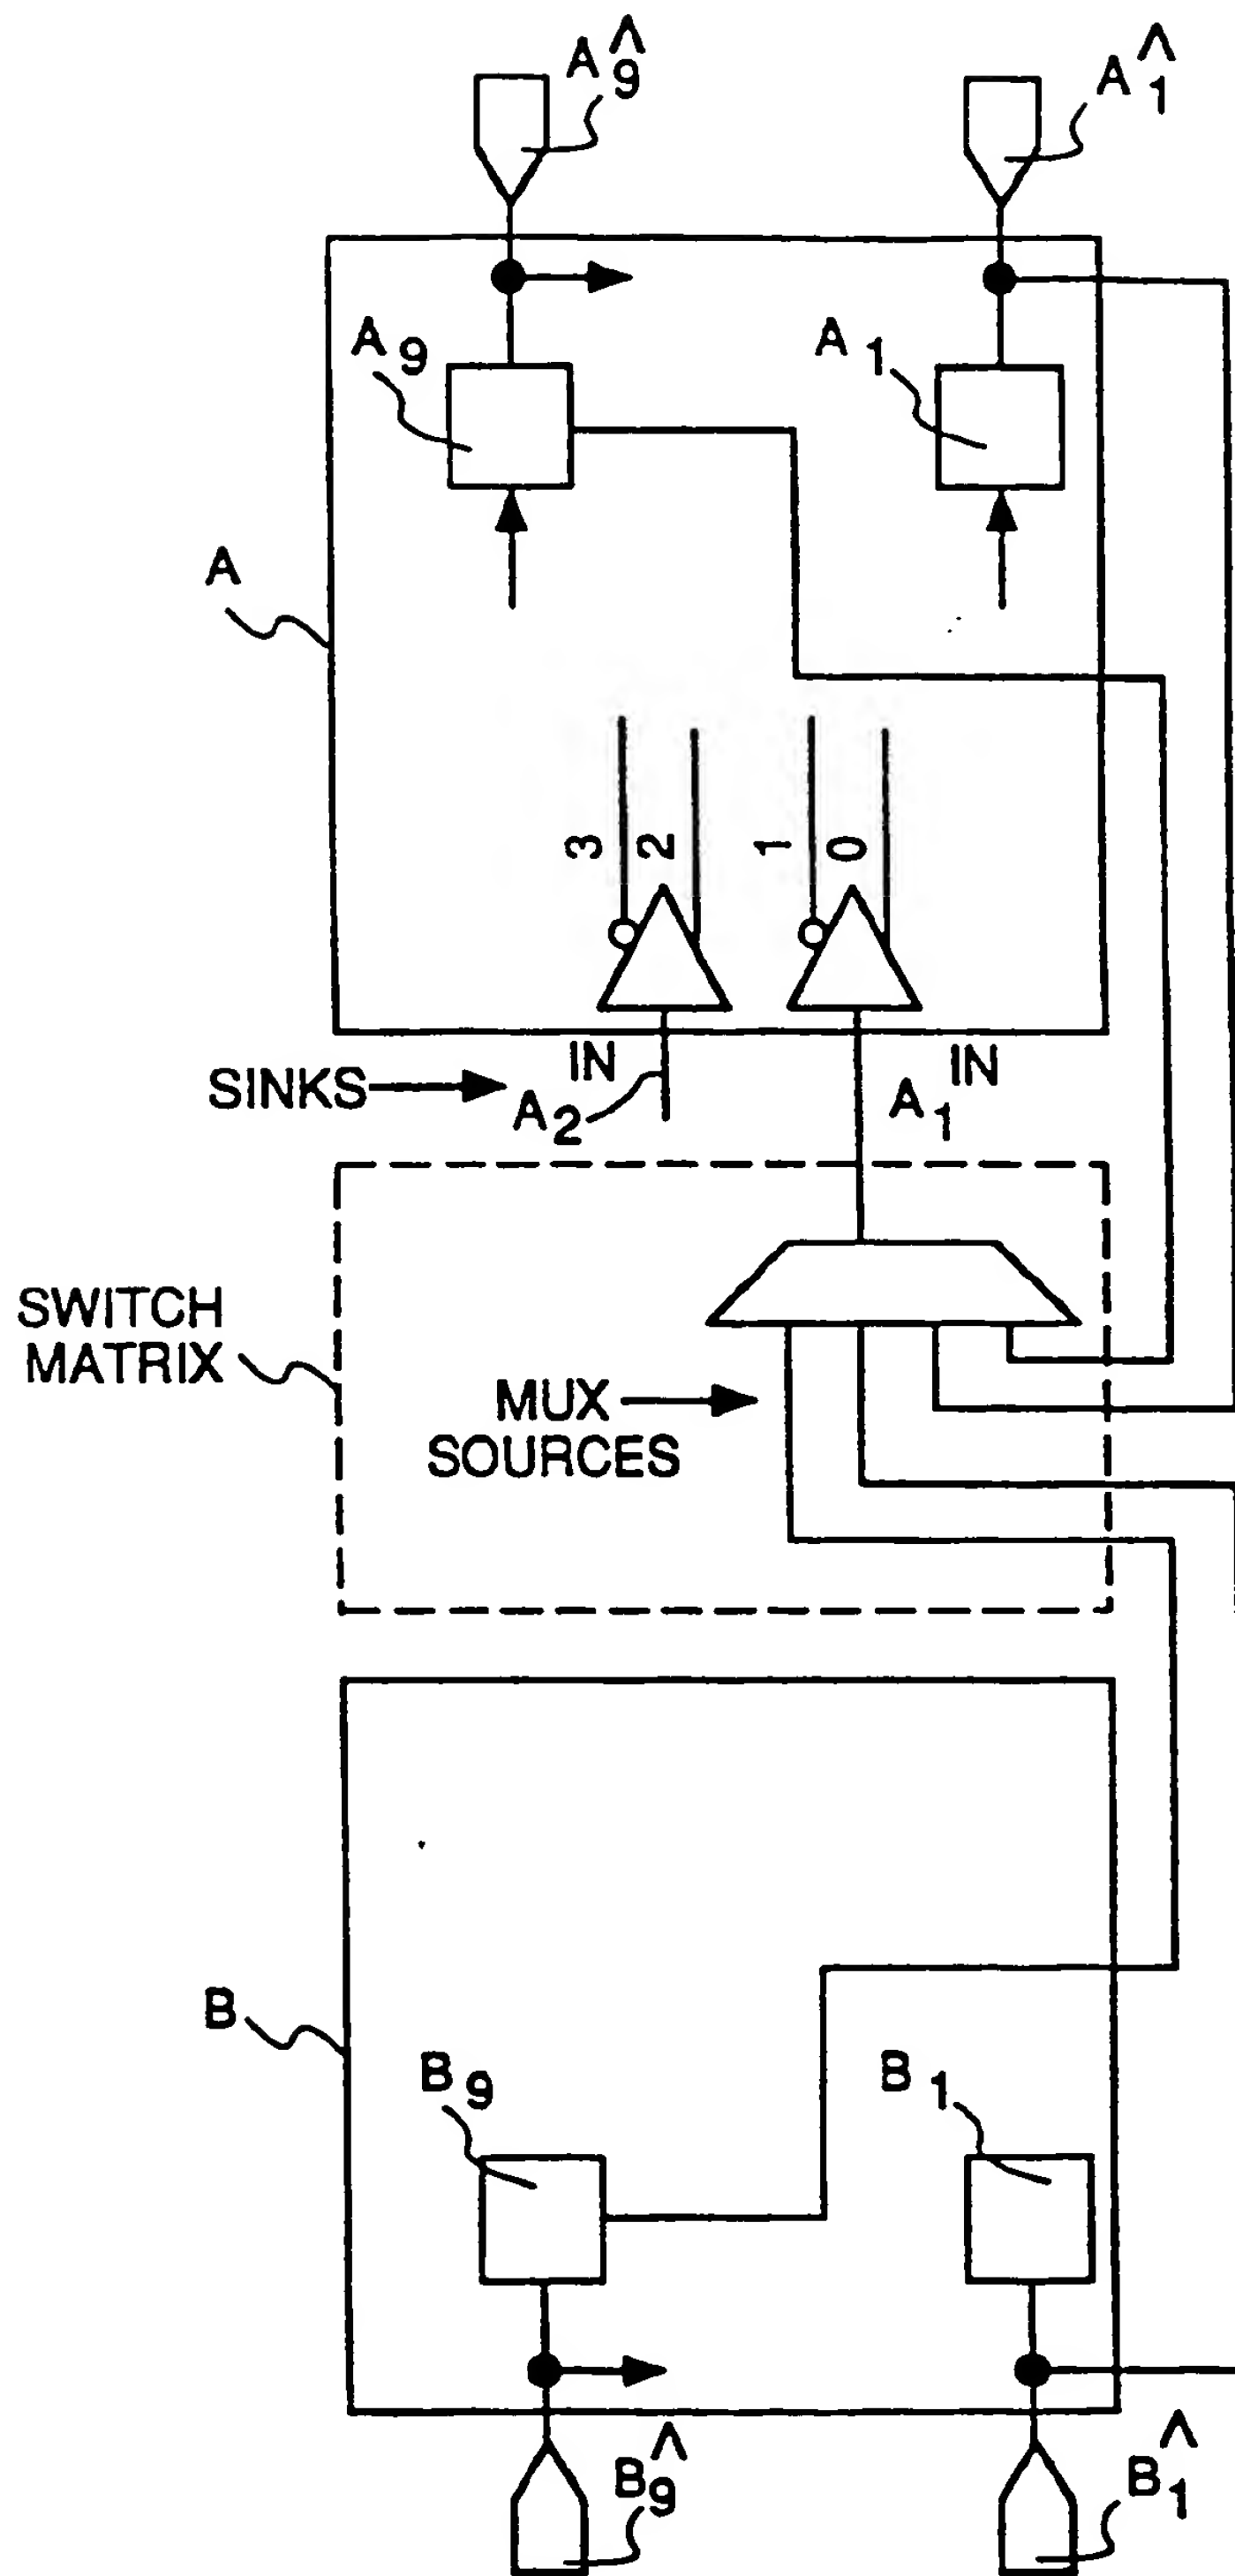 A^9 A^1
A9 A1
A
3 2 1 0
IN IN
SINKS A2 A1
SWITCH
MATRIX
MUX
SOURCES
B
B9 B1
B^9 B^1